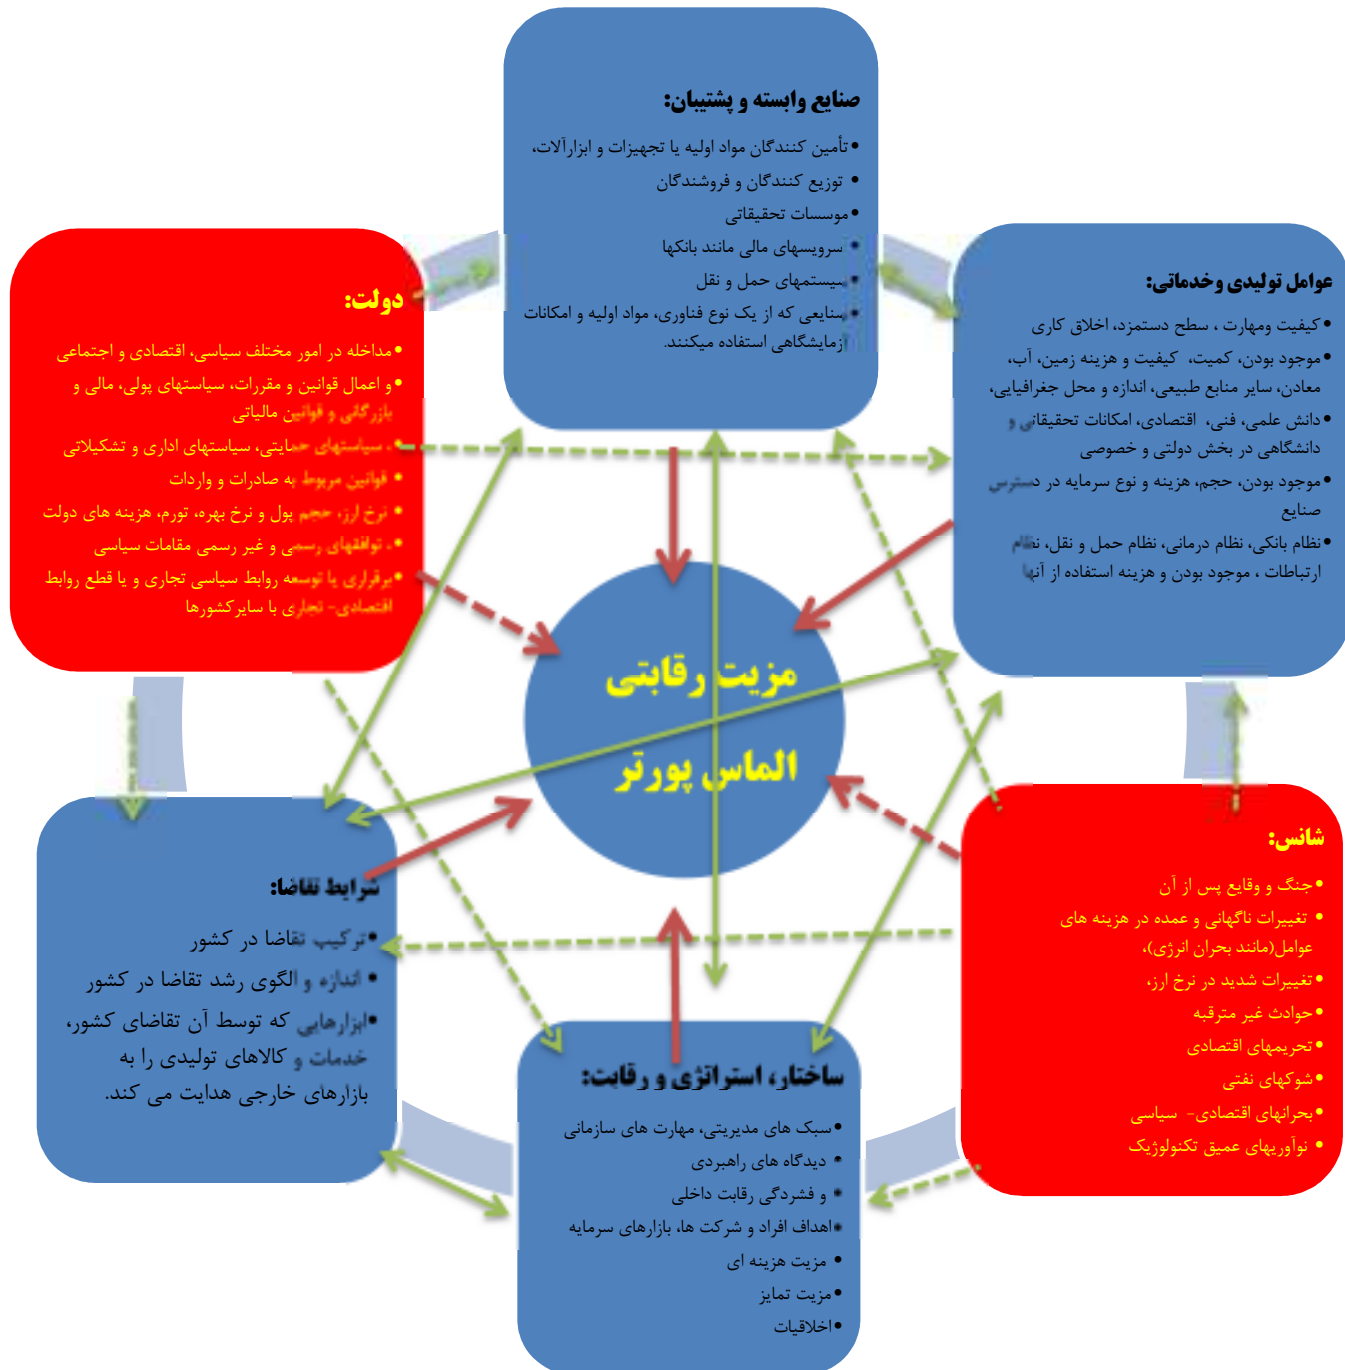 صنایع وابسته و پشتیبان:
•تأمین کنندگان مواد اولیه یا تجهیزات و ابزارآلات،
• توزیع کنندگان و فروشندگان
•موسسات تحقیقاتی
• سرویسهای مالی مانند بانکها
•سیستمهای حمل و نقل
•صنایعی که از یک نوع فناوری، مواد اولیه و امکانات
آزمایشگاهی استفاده میکنند.
عوامل تولیدی وخدماتی:
•کیفیت ومهارت ، سطح دستمزد، اخلاق کاری
•موجود بودن، کمیت، کیفیت و هزینه زمین، آب،
معادن، سایر منابع طبیعی، اندازه و محل جغرافیایی،
•دانش علمی، فنی، اقتصادی، امکانات تحقیقاتی و
دانشگاهی در بخش دولتی و خصوصی
•موجود بودن، حجم، هزینه و نوع سرمایه در دسترس
صنایع
•نظام بانکی، نظام درمانی، نظام حمل و نقل، نظام
ارتباطات ، موجود بودن و هزینه استفاده از آنها
دولت:
•مداخله در امور مختلف سیاسی، اقتصادی و اجتماعی
•و اعمال قوانین و مقررات، سیاستهای پولی، مالی و
بازرگانی و قوانین مالیاتی
•، سیاستهای حمایتی، سیاستهای اداری و تشکیلاتی
• قوانین مربوط به صادرات و واردات
• نرخ ارز، حجم پول و نرخ بهره، تورم، هزینه های دولت
•، توافقهای رسمی و غیر رسمی مقامات سیاسی
•برقراری یا توسعه روابط سیاسی تجاری و یا قطع روابط
اقتصادی- تجاری با سایرکشورها
مزیت رقابتی
الماس پورتر
شانس:
•جنگ و وقایع پس از آن
• تغییرات ناگهانی و عمده در هزینه های
عوامل(مانند بحران انرژی)،
•تغییرات شدید در نرخ ارز،
•حوادث غیر مترقبه
•تحریمهای اقتصادی
•شوکهای نفتی
•بحرانهای اقتصادی- سیاسی
• نوآوریهای عمیق تکنولوژیک
شرایط تقاضا:
•ترکیب تقاضا در کشور
• اندازه و الگوی رشد تقاضا در کشور
•ابزارهایی که توسط آن تقاضای کشور،
خدمات و کالاهای تولیدی را به
بازارهای خارجی هدایت می کند.
ساختار، استراتژی و رقابت:
•سبک های مدیریتی، مهارت های سازمانی
• دیدگاه های راهبردی
• و فشردگی رقابت داخلی
•اهداف افراد و شرکت ها، بازارهای سرمایه
• مزیت هزینه ای
•مزیت تمایز
•اخلاقیات